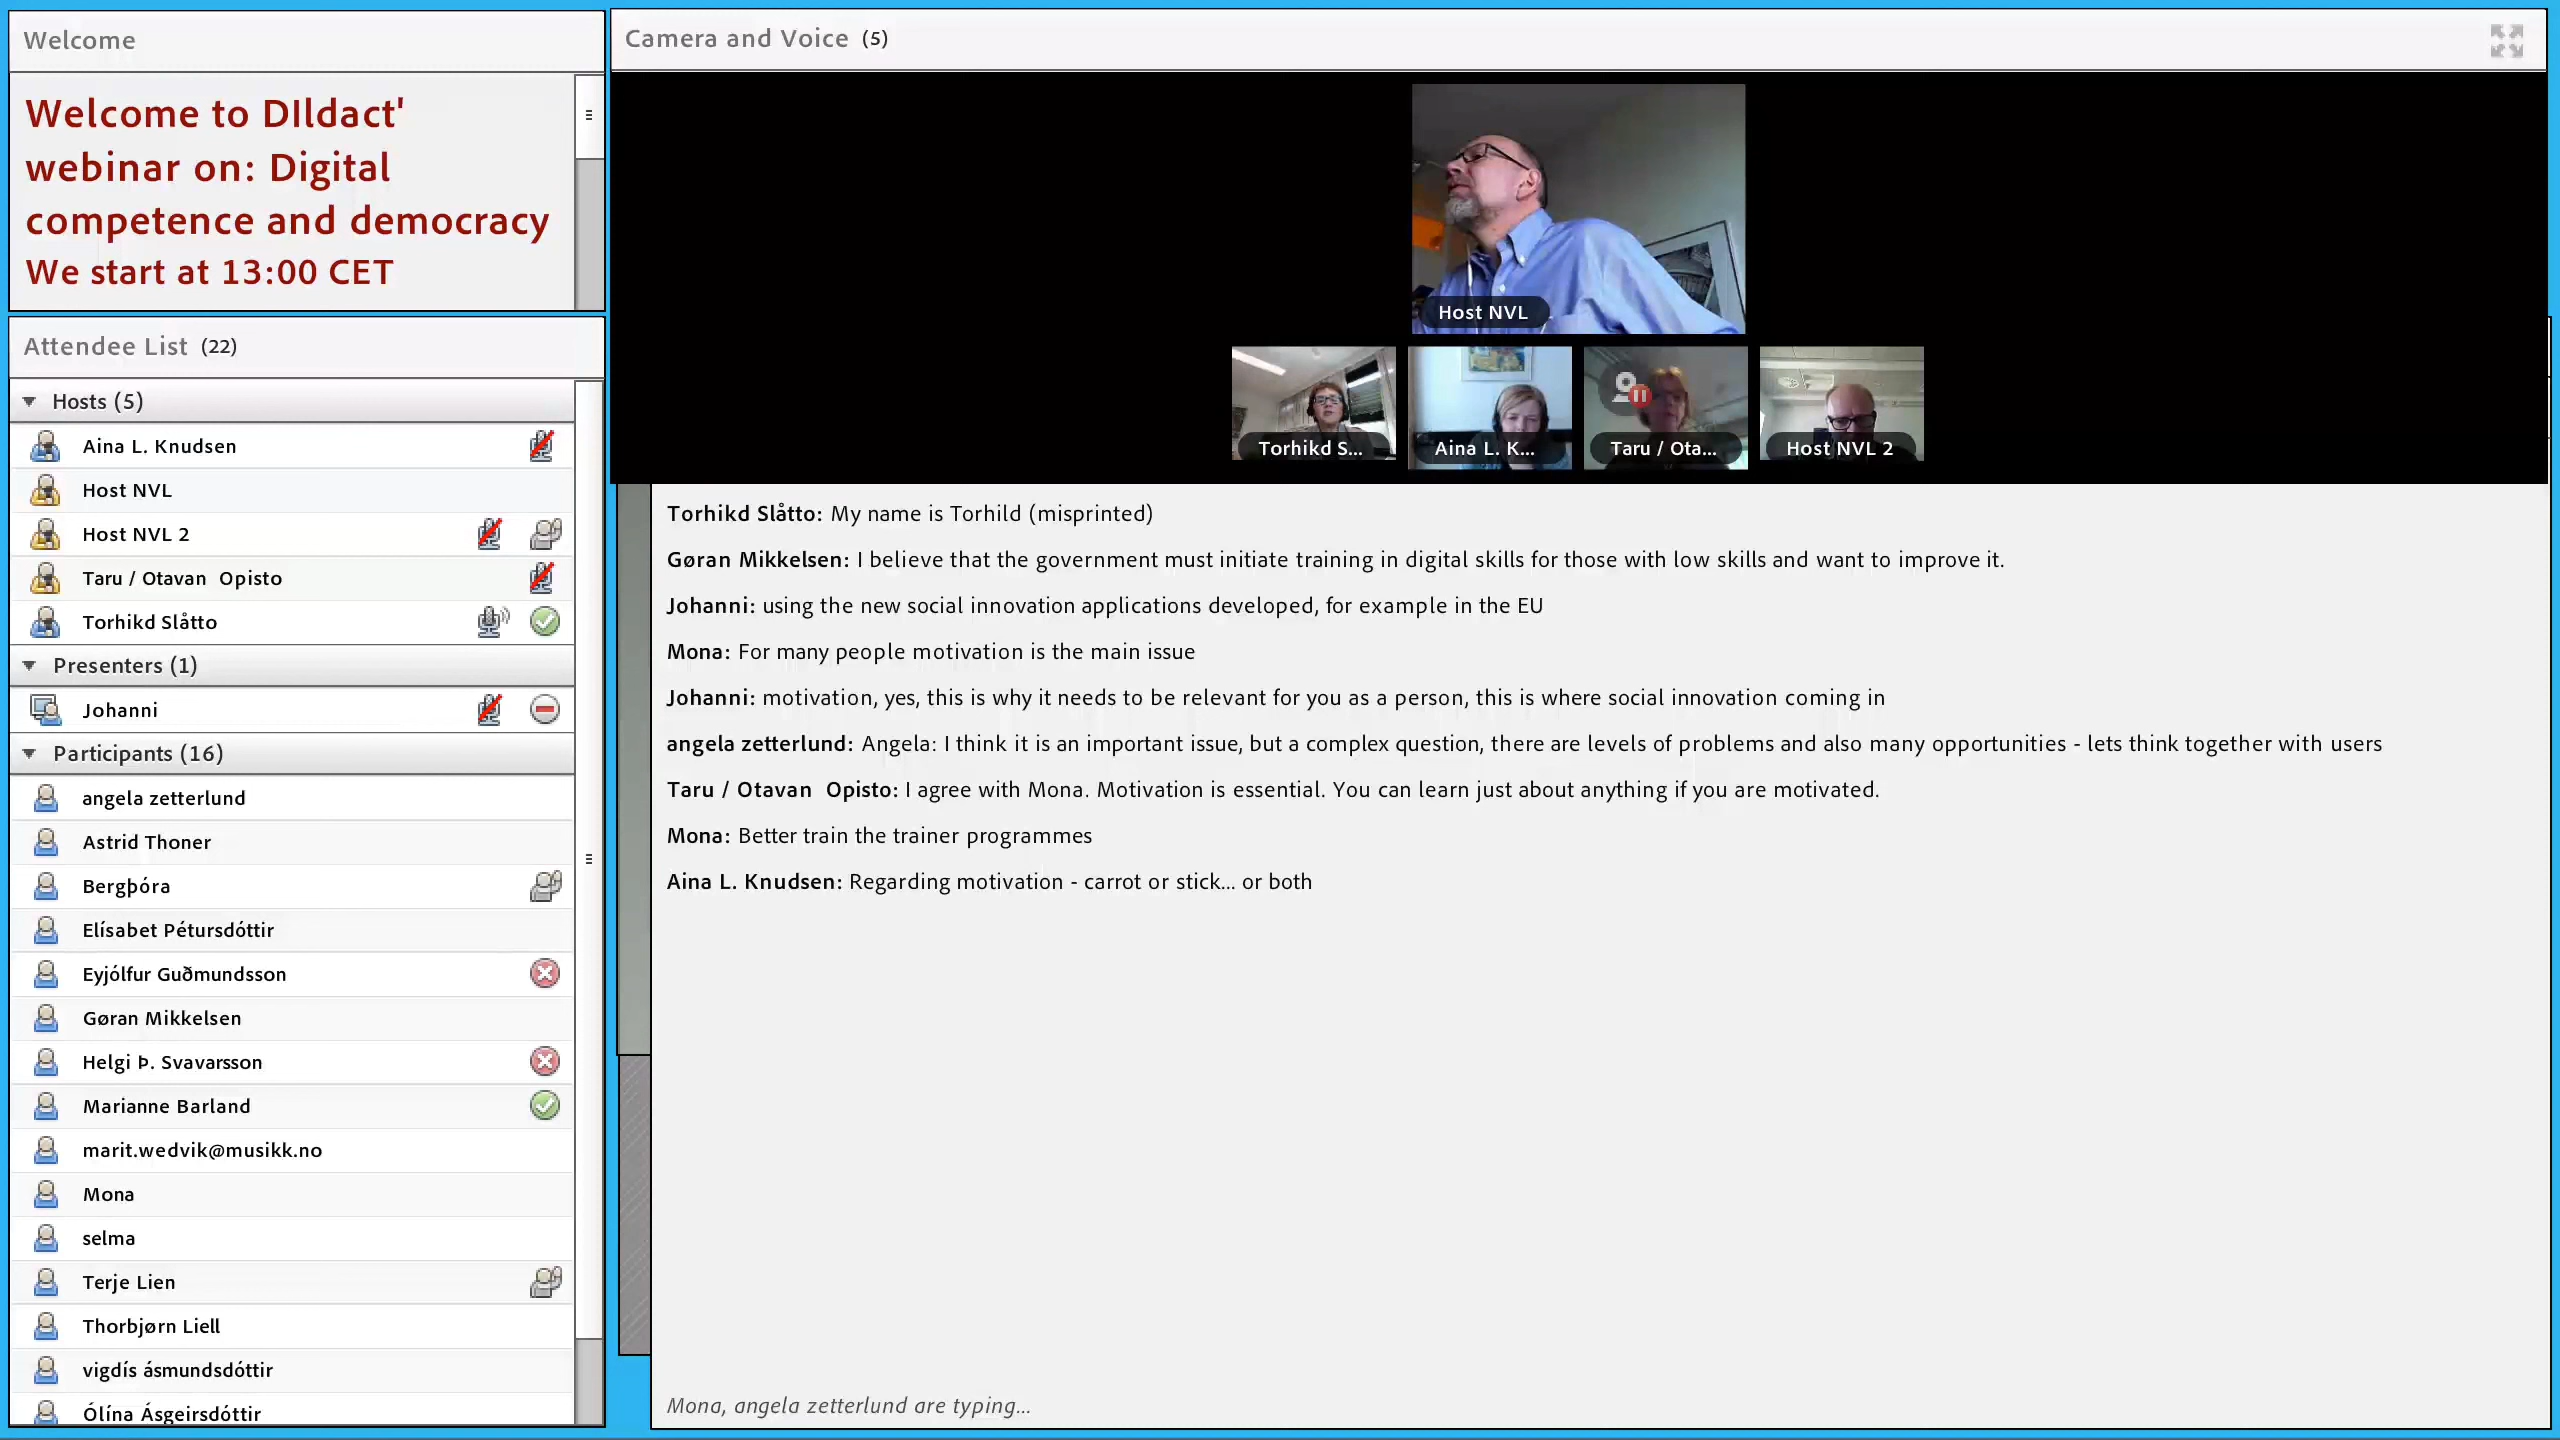 Welcome
Welcome to DIldact'
webinar on: Digital
competence and democracy
We start at 13:00 CET
Attendee List (22)
Hosts (5)
Aina L. Knudsen
Host NVL
Host NVL 2
Taru / Otavan  Opisto
Torhikd Slåtto
Presenters (1)
Johanni
Participants (16)
angela zetterlund
Astrid Thoner
Bergþóra
Elísabet Pétursdóttir
Eyjólfur Guðmundsson
Gøran Mikkelsen
Helgi Þ. Svavarsson
Marianne Barland
marit.wedvik@musikk.no
Mona
selma
Terje Lien
Thorbjørn Liell
vigdís ásmundsdóttir
Ólína Ásgeirsdóttir
Camera and Voice (5)
Host NVL
Torhikd S...
Aina L. K...
Taru / Ota...
Host NVL 2
Torhikd Slåtto: My name is Torhild (misprinted)
Gøran Mikkelsen: I believe that the government must initiate training in digital skills for those with low skills and want to improve it.
Johanni: using the new social innovation applications developed, for example in the EU
Mona: For many people motivation is the main issue
Johanni: motivation, yes, this is why it needs to be relevant for you as a person, this is where social innovation coming in
angela zetterlund: Angela: I think it is an important issue, but a complex question, there are levels of problems and also many opportunities - lets think together with users
Taru / Otavan  Opisto: I agree with Mona. Motivation is essential. You can learn just about anything if you are motivated.
Mona: Better train the trainer programmes
Aina L. Knudsen: Regarding motivation - carrot or stick... or both
Mona, angela zetterlund are typing...